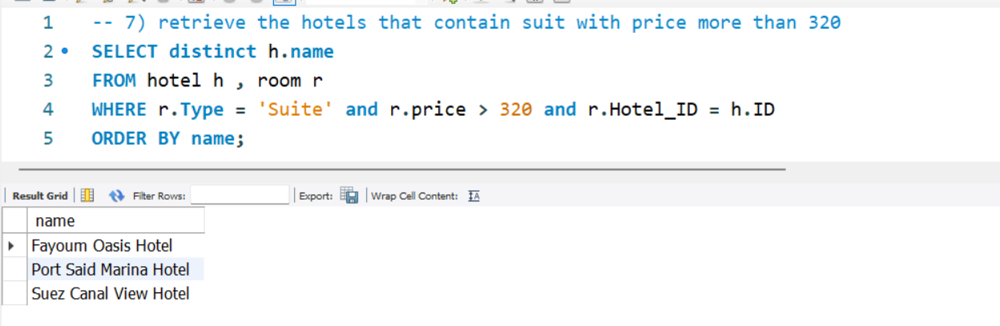 1 -- 7) retrieve the hotels that contain suit with price more than 320
2 SELECT distinct h.name
3 FROM hotel h , room r
4 WHERE r.Type = 'Suite' and r.price > 320 and r.Hotel_ID = h.ID
5 ORDER BY name;
Result Grid Filter Rows: Export: Wrap Cell Content: IA
name
Fayoum Oasis Hotel
Port Said Marina Hotel
Suez Canal View Hotel